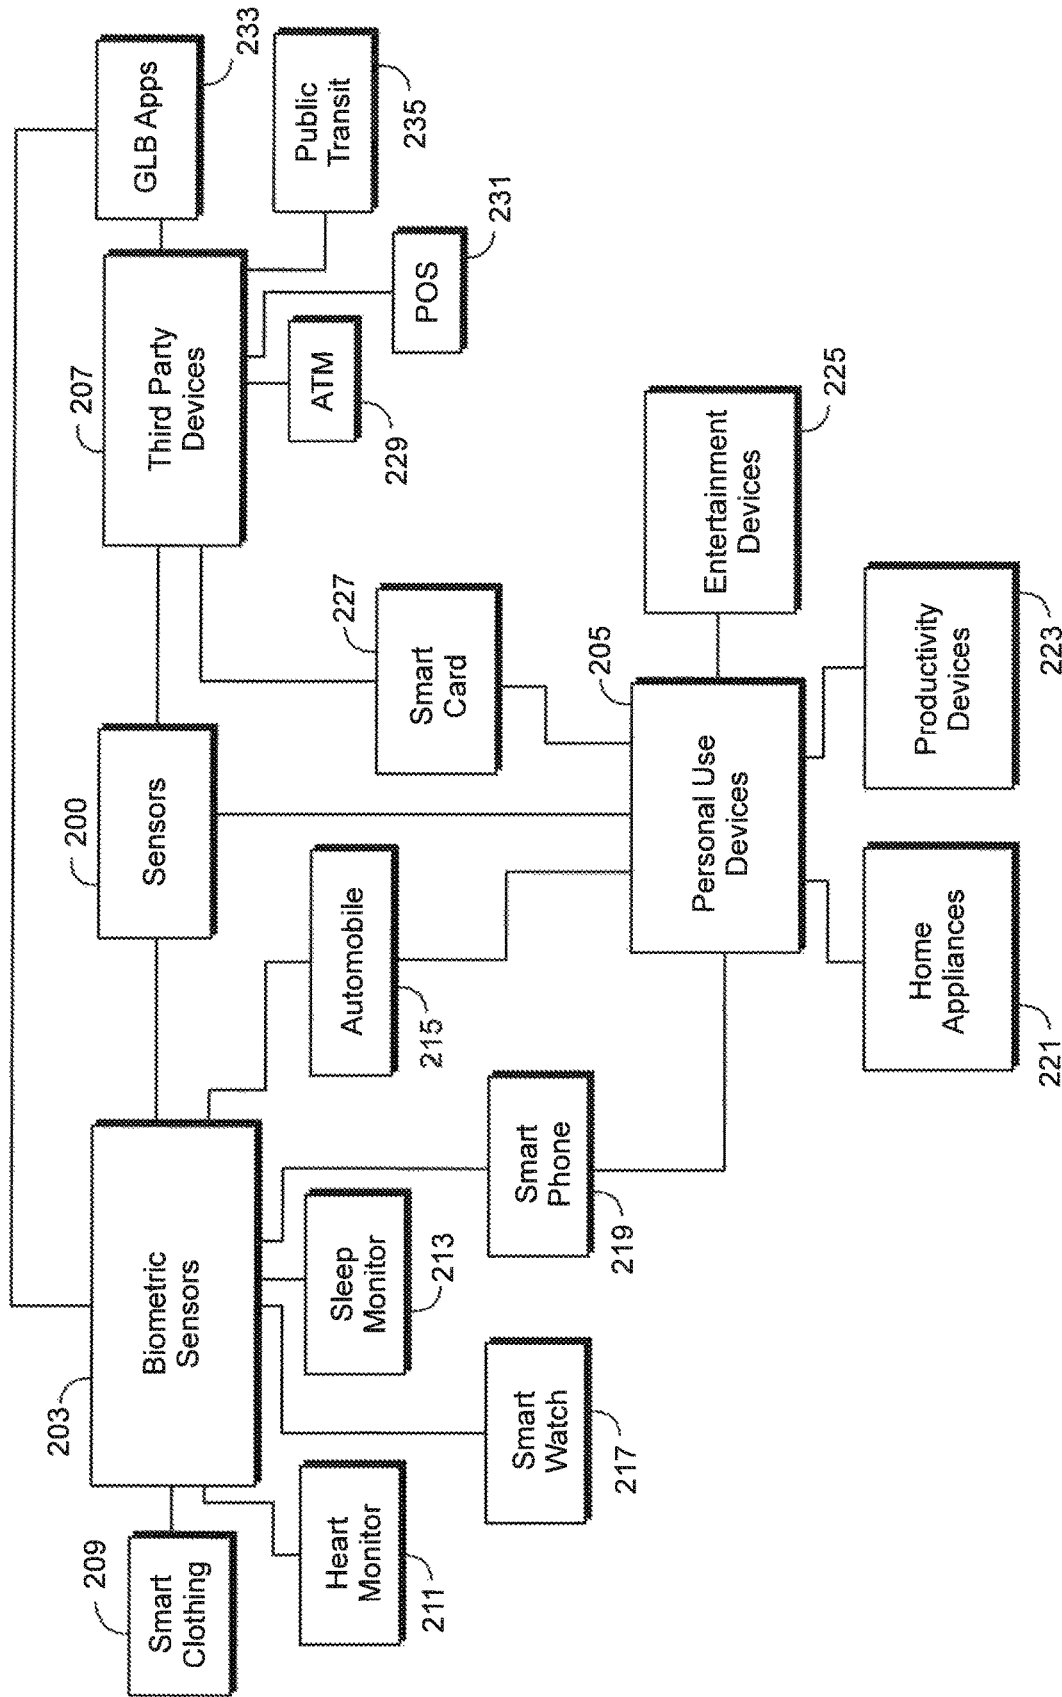 203
Biometric
Sensors
209
Smart
Clothing
Heart
Monitor
211
Smart
Watch
217
Sleep
Monitor
213
Smart
Phone
219
Automobile
215
200
Sensors
207
Third Party
Devices
GLB Apps
233
Public
Transit
235
POS
231
ATM
229
227
Smart
Card
205
Personal Use
Devices
Entertainment
Devices
225
Productivity
Devices
223
Home
Appliances
221